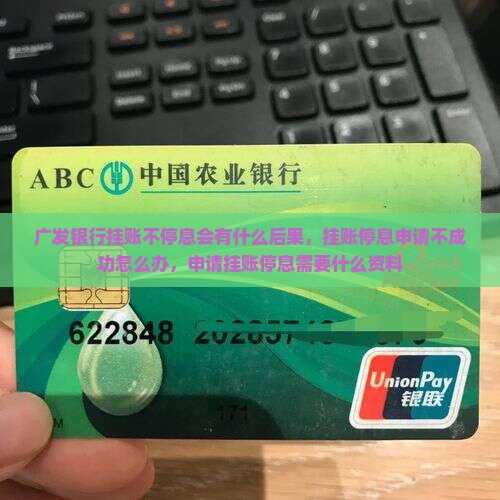 ABC 中国农业银行
广发银行挂账不停息会有什么后果，挂账停息申请不成
功怎么办，申请挂账停息需要什么资料
622848
171
UnionPay
银联